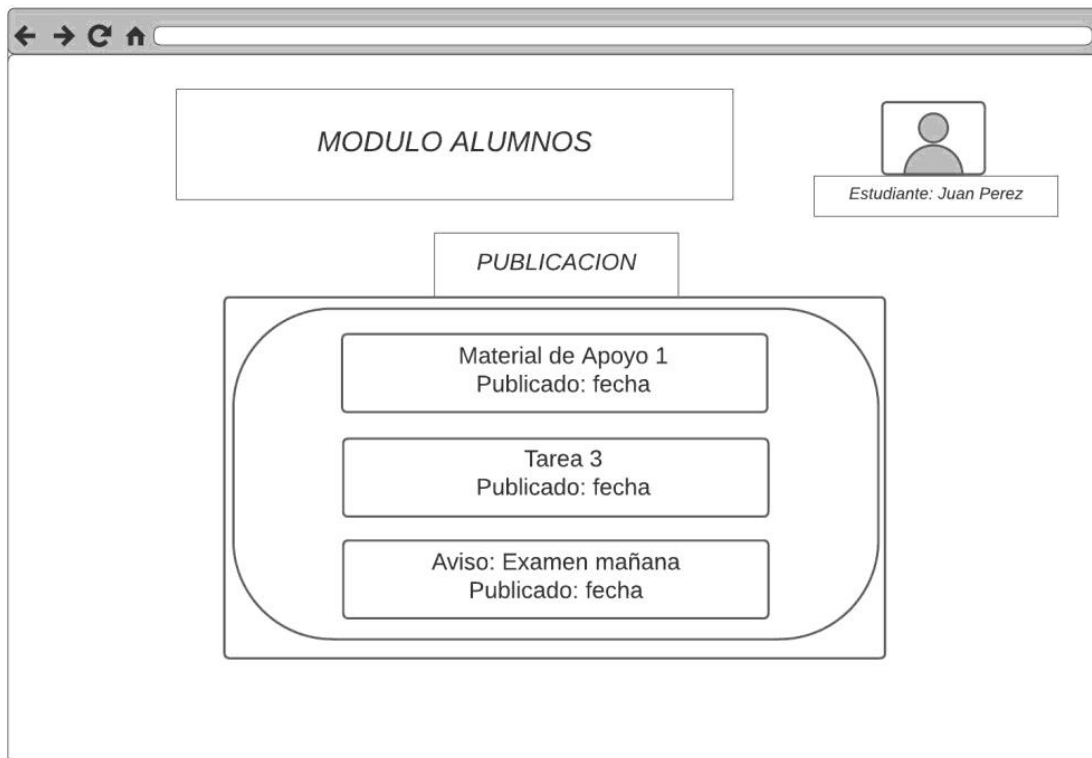 MODULO ALUMNOS
Estudiante: Juan Perez
PUBLICACION
Material de Apoyo 1
Publicado: fecha
Tarea 3
Publicado: fecha
Aviso: Examen mañana
Publicado: fecha